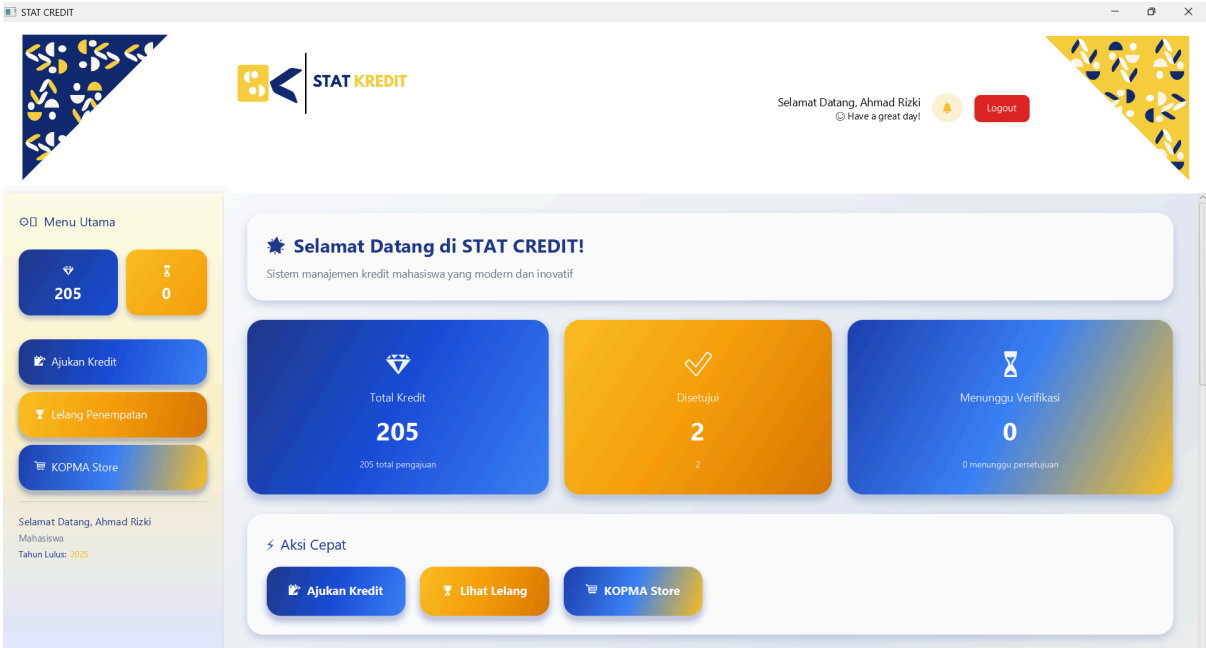 STAT CREDIT
STAT KREDIT
Selamat Datang, Ahmad Rizki
Have a great day!
Logout
Menu Utama
205
0
Ajukan Kredit
Lelang Penempatan
KOPMA Store
Selamat Datang, Ahmad Rizki
Mahasiswa
Tahun Lulus: 2025
Selamat Datang di STAT CREDIT!
Sistem manajemen kredit mahasiswa yang modern dan inovatif
Total Kredit
205
205 total pengajuan
Disetujui
2
2
Menunggu Verifikasi
0
0 menunggu persetujuan
Aksi Cepat
Ajukan Kredit
Lihat Lelang
KOPMA Store